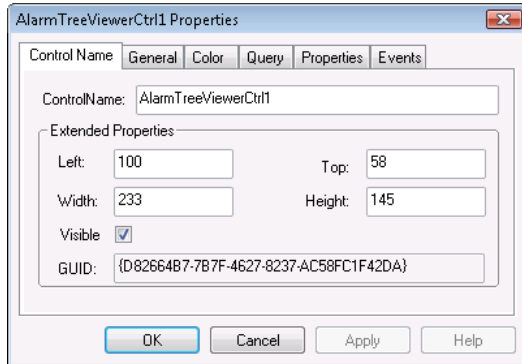 AlarmTreeViewerCtrl1 Properties
Control Name General Color Query Properties Events
ControlName: AlarmTreeViewerCtrl1
Extended Properties
Left: 100 Top: 58
Width: 233 Height: 145
Visible
GUID: {D82664B7-7B7F-4627-8237-AC58FC1F42DA}
OK Cancel Apply Help